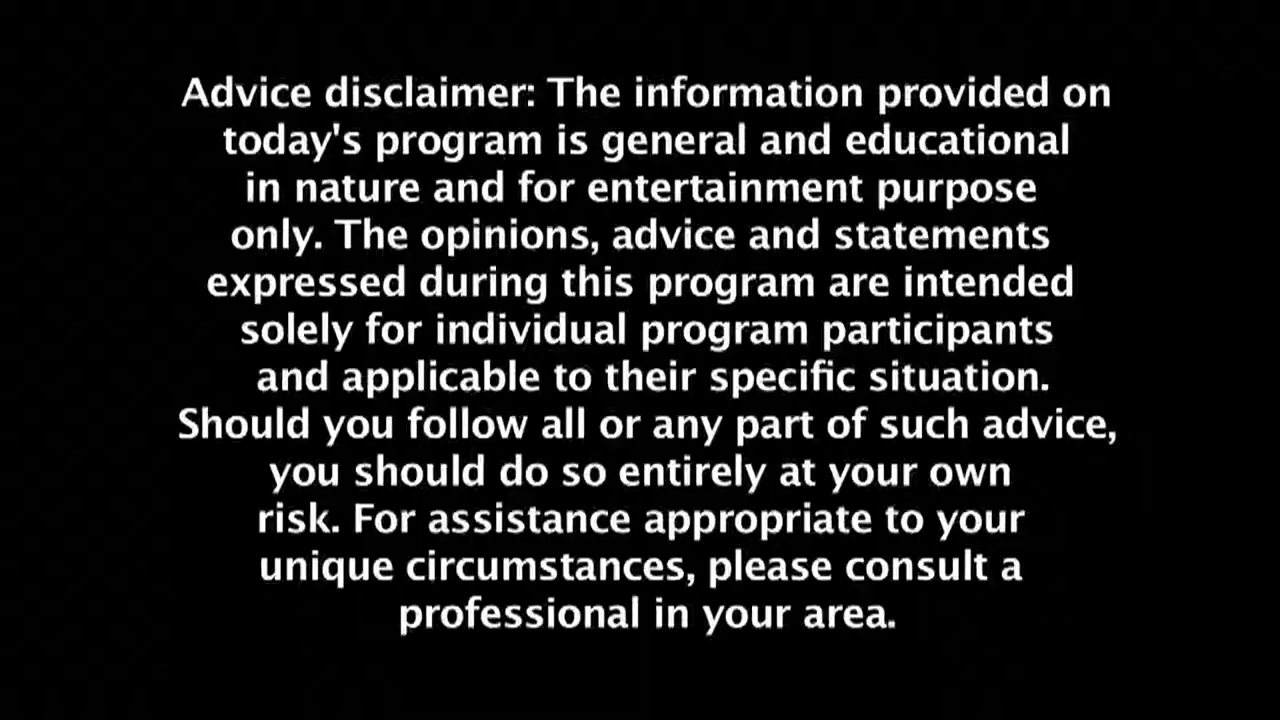 Advice disclaimer: The information provided on
today's program is general and educational
in nature and for entertainment purpose
only. The opinions, advice and statements
expressed during this program are intended
solely for individual program participants
and applicable to their specific situation.
Should you follow all or any part of such advice,
you should do so entirely at your own
risk. For assistance appropriate to your
unique circumstances, please consult a
professional in your area.